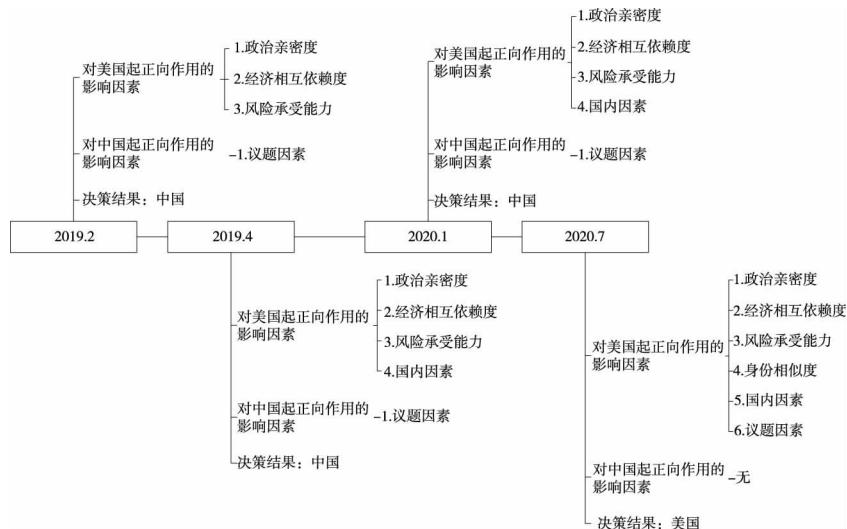 对美国起正向作用的
影响因素
1.政治亲密度
2.经济相互依赖度
3.风险承受能力
对中国起正向作用的
影响因素
-1.议题因素
决策结果：中国
2019.2
2019.4
对美国起正向作用的
影响因素
1.政治亲密度
2.经济相互依赖度
3.风险承受能力
4.国内因素
对中国起正向作用的
影响因素
-1.议题因素
决策结果：中国
对美国起正向作用的
影响因素
1.政治亲密度
2.经济相互依赖度
3.风险承受能力
4.国内因素
对中国起正向作用的
影响因素
-1.议题因素
决策结果：中国
2020.1
2020.7
对美国起正向作用的
影响因素
1.政治亲密度
2.经济相互依赖度
3.风险承受能力
4.身份相似度
5.国内因素
6.议题因素
对中国起正向作用的
影响因素
-无
决策结果：美国